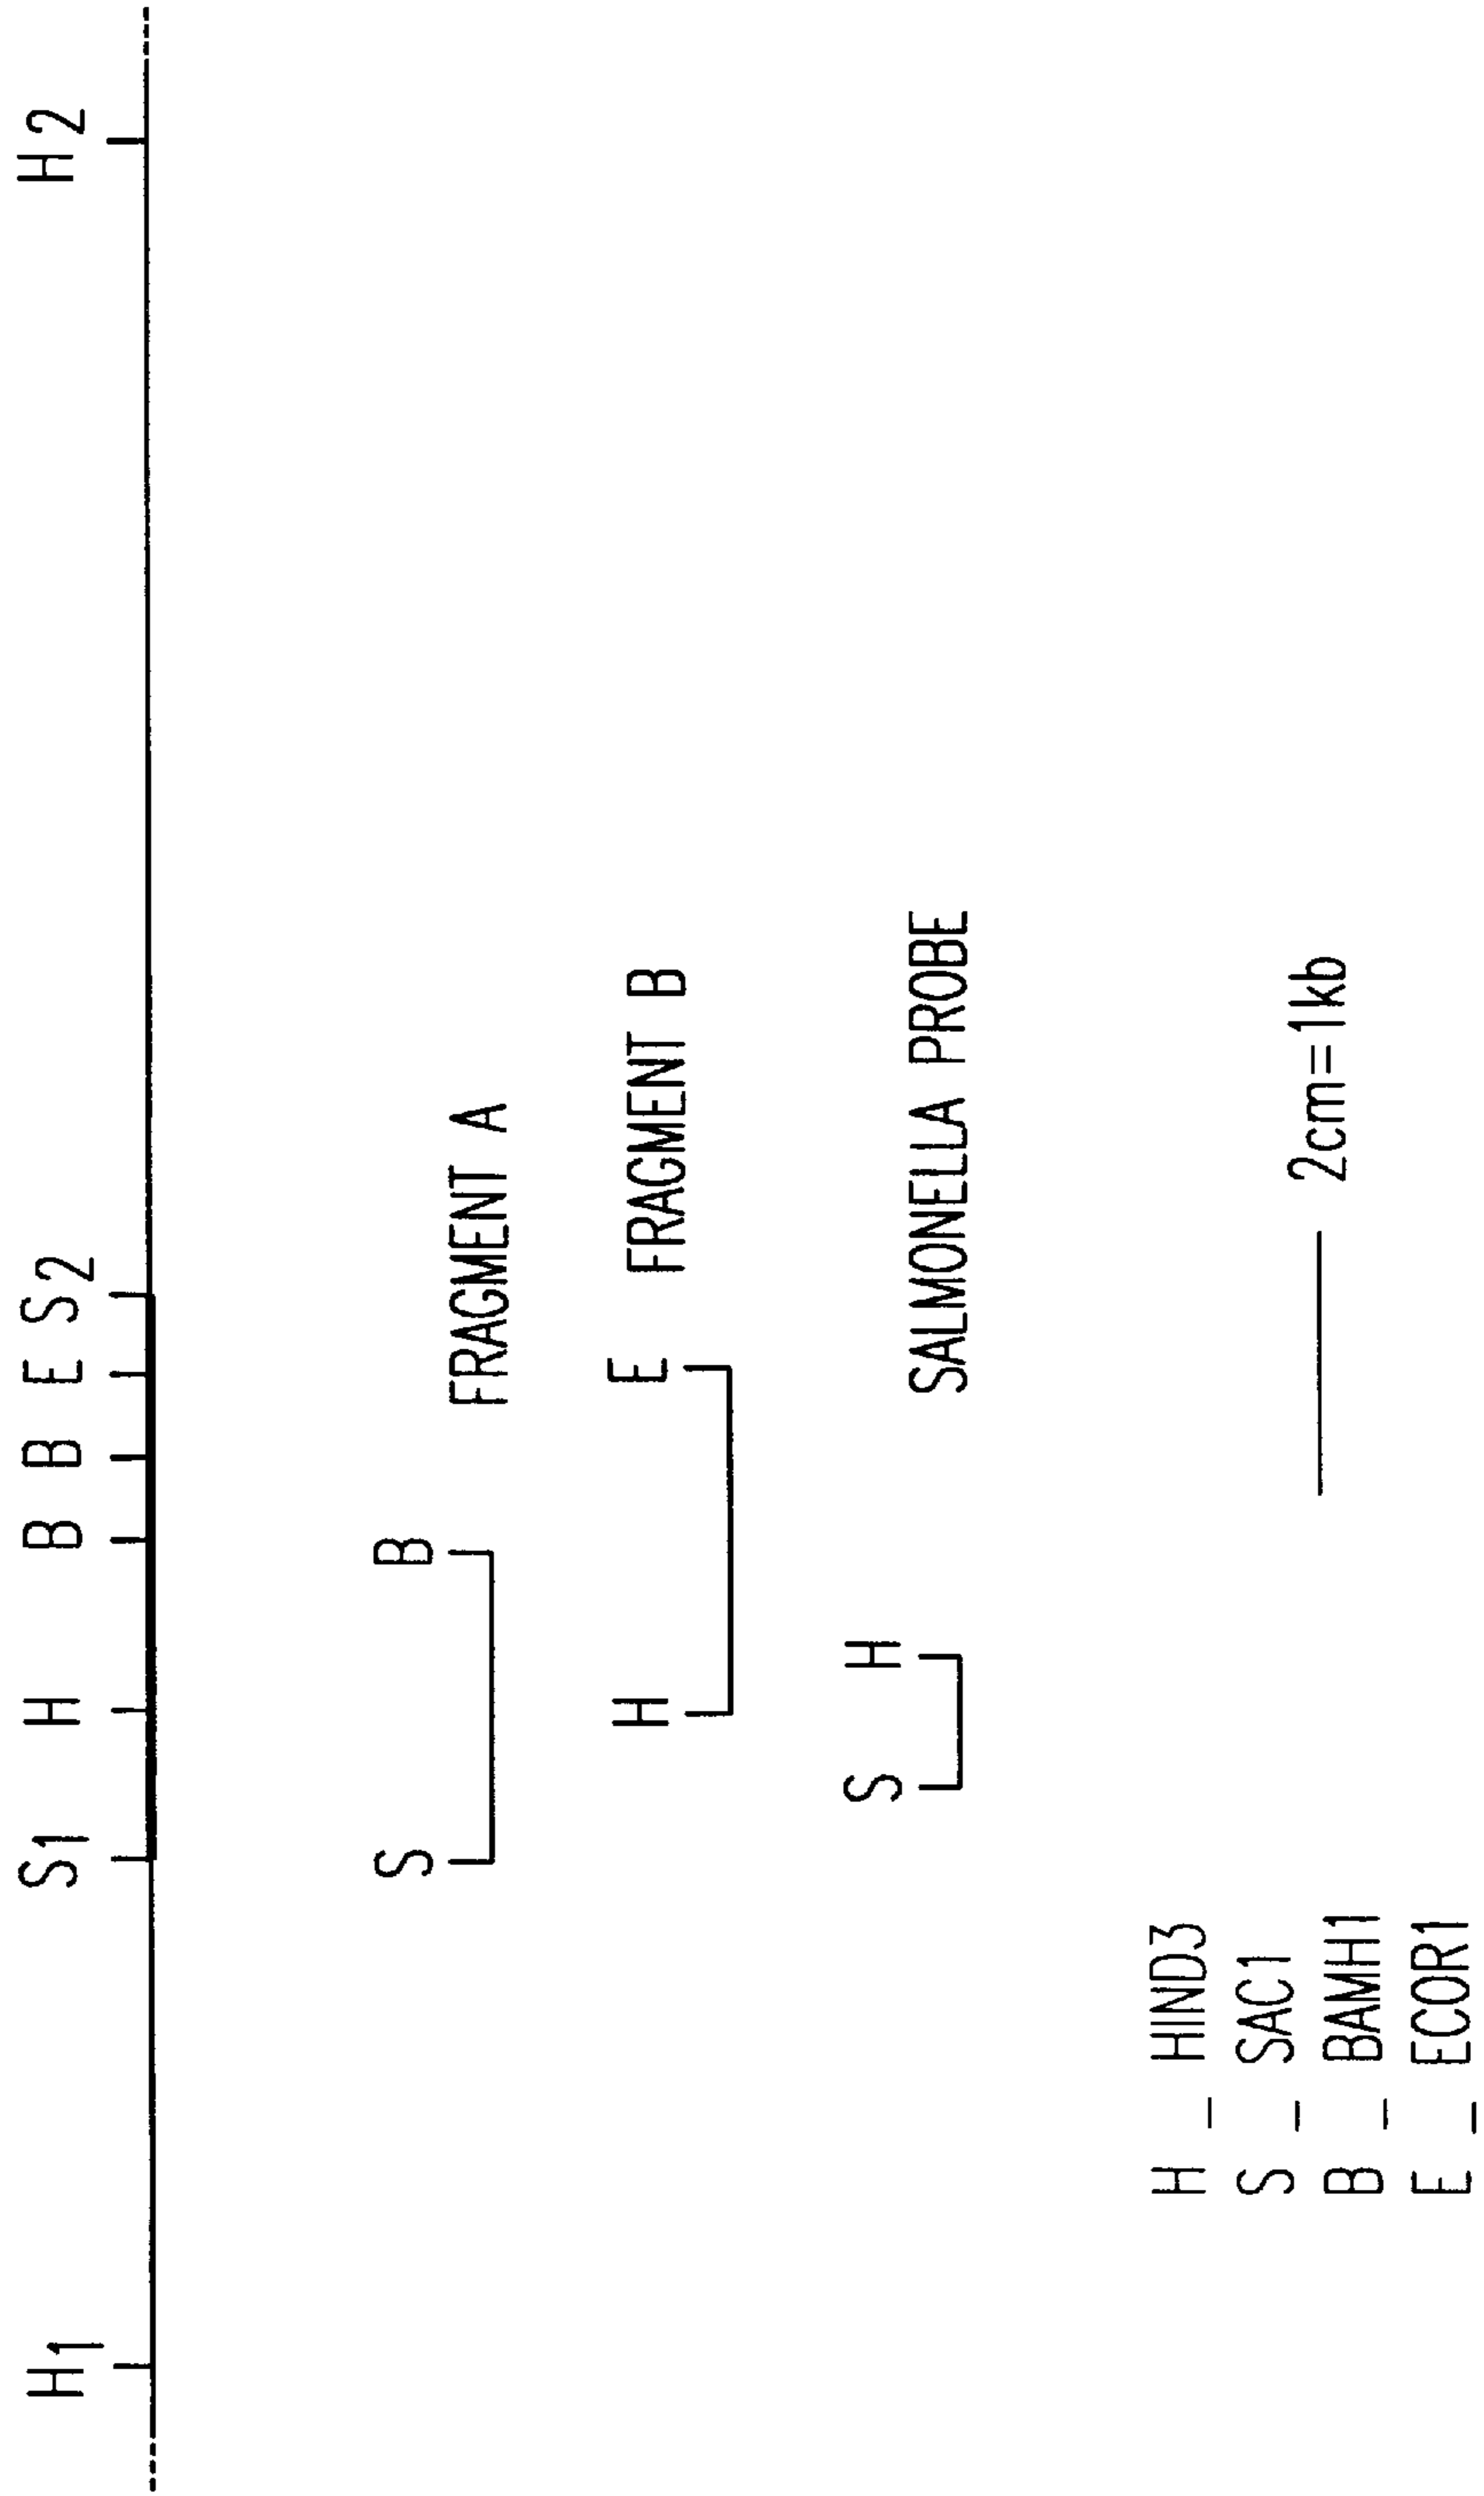 H1 S1 H B B E S2 H2
S B FRAGMENT A
H E FRAGMENT B
S H SALMONELLA PROBE
H - HIND3
S - SAC1
B - BAMH1
E - ECOR1
2cm=1kb